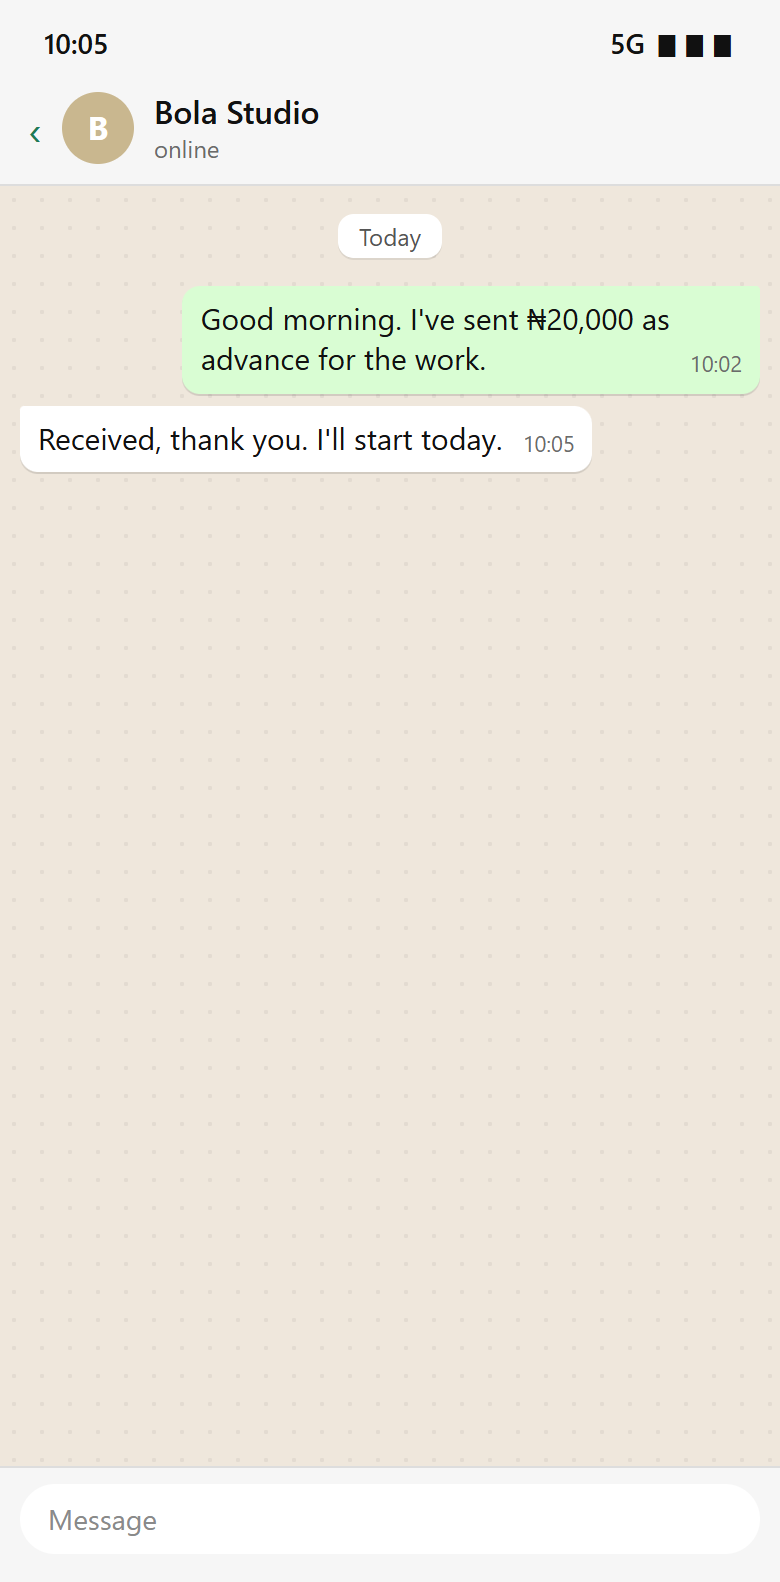 10:05
5G
B
Bola Studio
online
Today
Good morning. I've sent ₦20,000 as
advance for the work.
10:02
Received, thank you. I'll start today.
10:05
Message